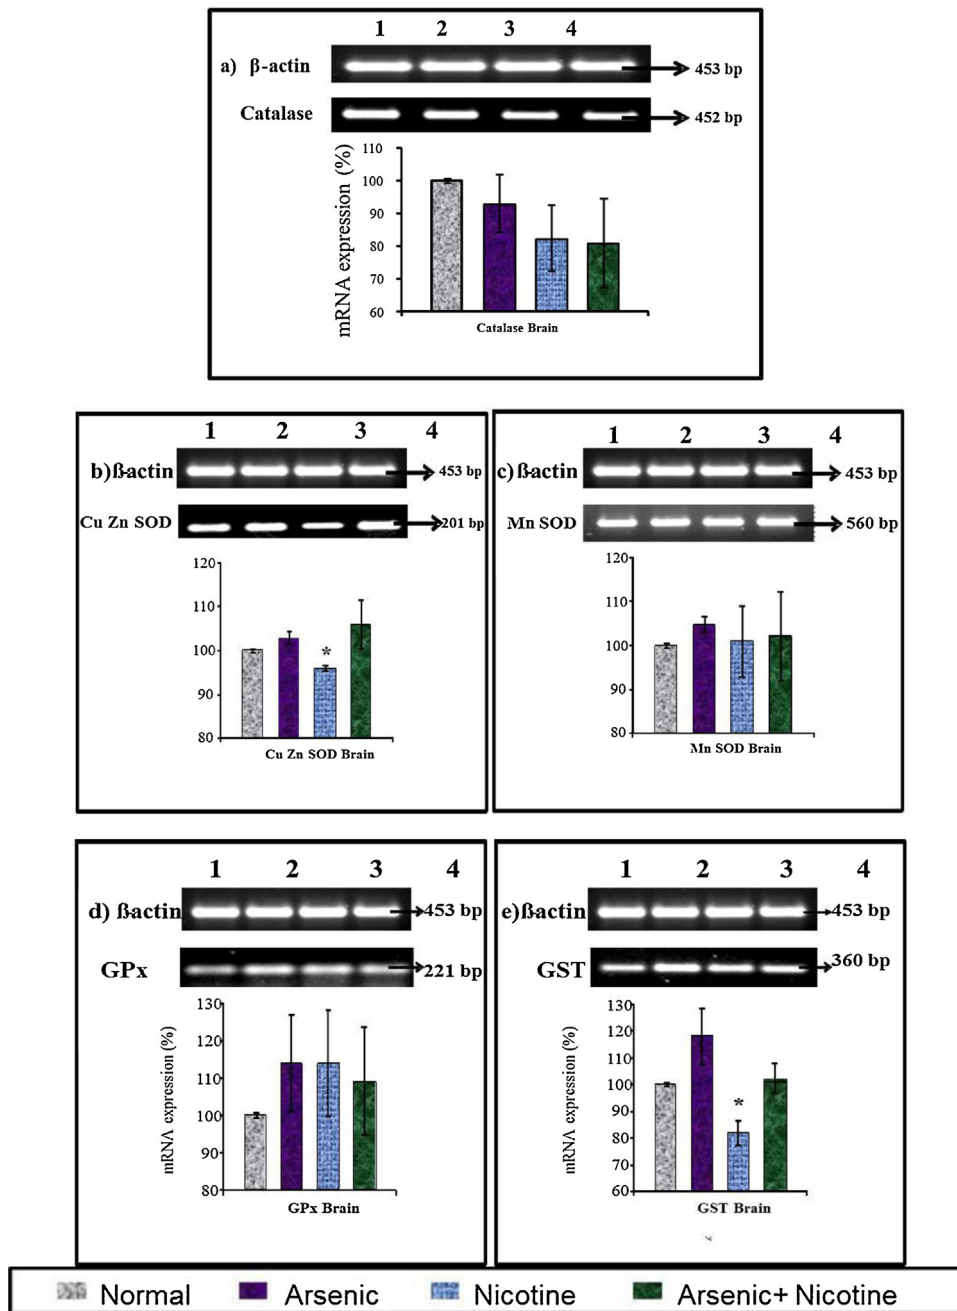 1 2 3 4
a) β-actin
453 bp
Catalase
452 bp
mRNA expression (%)
110
100
90
80
70
60
Catalase Brain
1 2 3 4
b)ßactin
453 bp
Cu Zn SOD
201 bp
120
110
100
90
80
*
Cu Zn SOD Brain
1 2 3 4
c)ßactin
453 bp
Mn SOD
560 bp
120
110
100
90
80
Mn SOD Brain
1 2 3 4
d)ßactin
453 bp
GPx
221 bp
mRNA expression (%)
130
120
110
100
90
80
GPx Brain
1 2 3 4
e)ßactin
453 bp
GST
360 bp
mRNA expression (%)
130
120
110
100
90
80
70
60
*
GST Brain
Normal Arsenic Nicotine Arsenic+ Nicotine